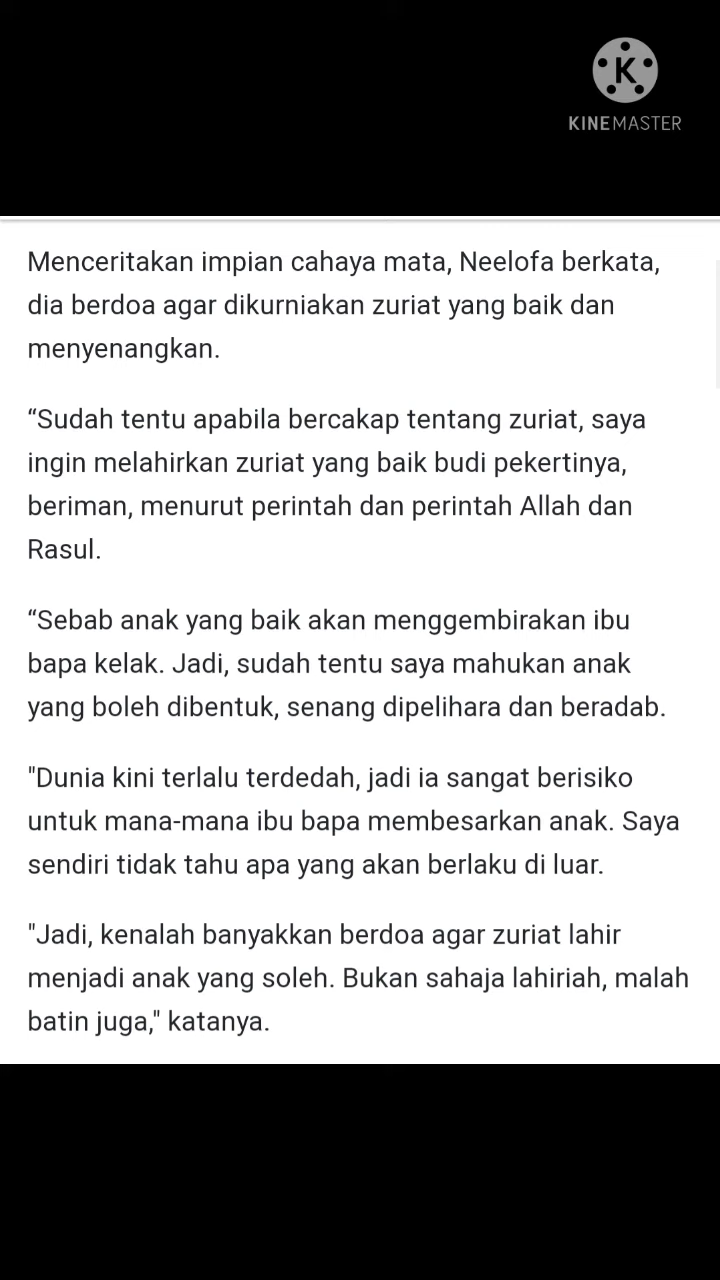 K
KINEMASTER
Menceritakan impian cahaya mata, Neelofa berkata,
dia berdoa agar dikurniakan zuriat yang baik dan
menyenangkan.
“Sudah tentu apabila bercakap tentang zuriat, saya
ingin melahirkan zuriat yang baik budi pekertinya,
beriman, menurut perintah dan perintah Allah dan
Rasul.
“Sebab anak yang baik akan menggembirakan ibu
bapa kelak. Jadi, sudah tentu saya mahukan anak
yang boleh dibentuk, senang dipelihara dan beradab.
"Dunia kini terlalu terdedah, jadi ia sangat berisiko
untuk mana-mana ibu bapa membesarkan anak. Saya
sendiri tidak tahu apa yang akan berlaku di luar.
"Jadi, kenalah banyakkan berdoa agar zuriat lahir
menjadi anak yang soleh. Bukan sahaja lahiriah, malah
batin juga," katanya.